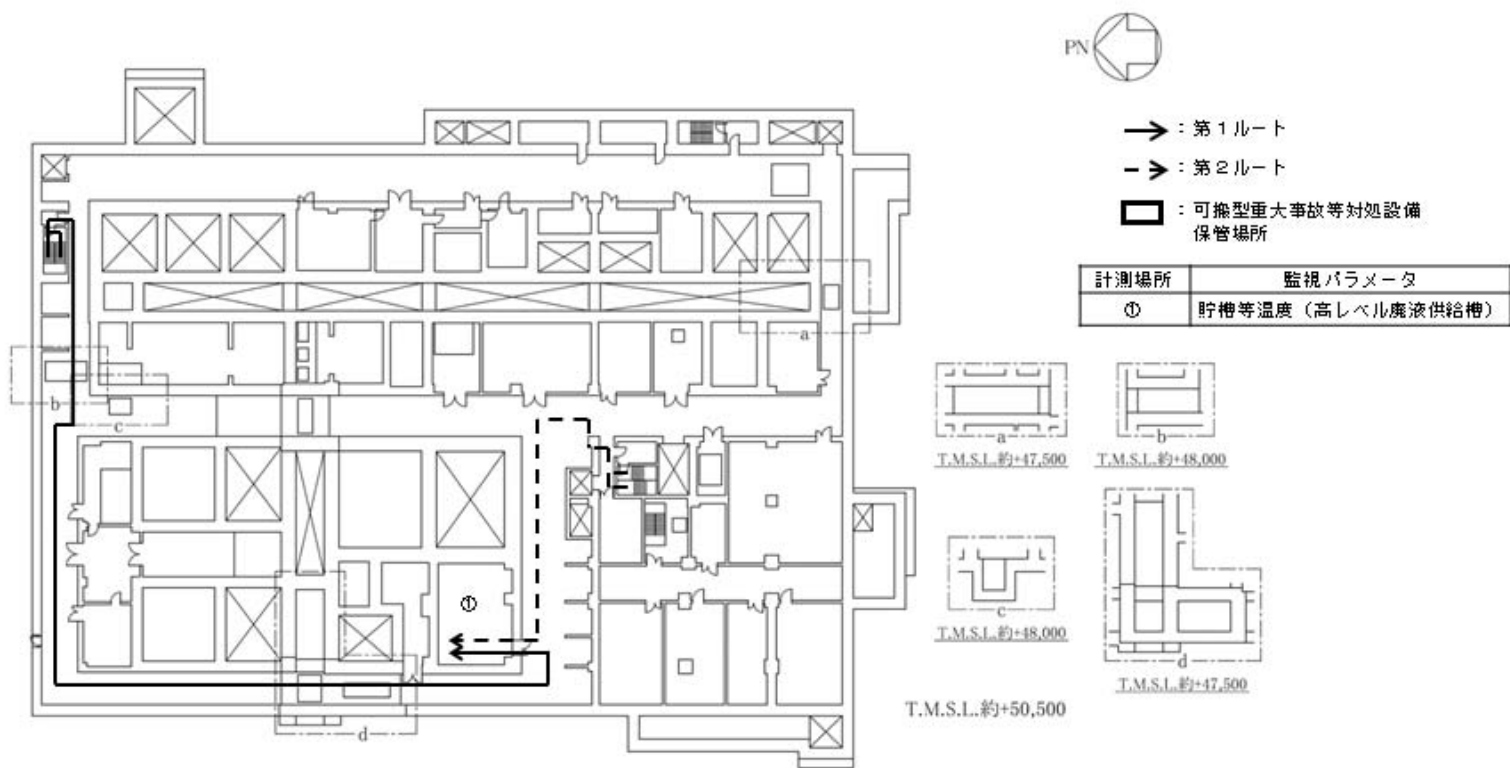 PN
：第１ルート
：第２ルート
：可搬型重大事故等対処設備
保管場所
計測場所 監視パラメータ
① 貯槽等温度（高レベル廃液供給槽）
a
b
c
①
d
a
T.M.S.L.約+47,500
b
T.M.S.L.約+48,000
c
T.M.S.L.約+48,000
d
T.M.S.L.約+47,500
T.M.S.L.約+50,500